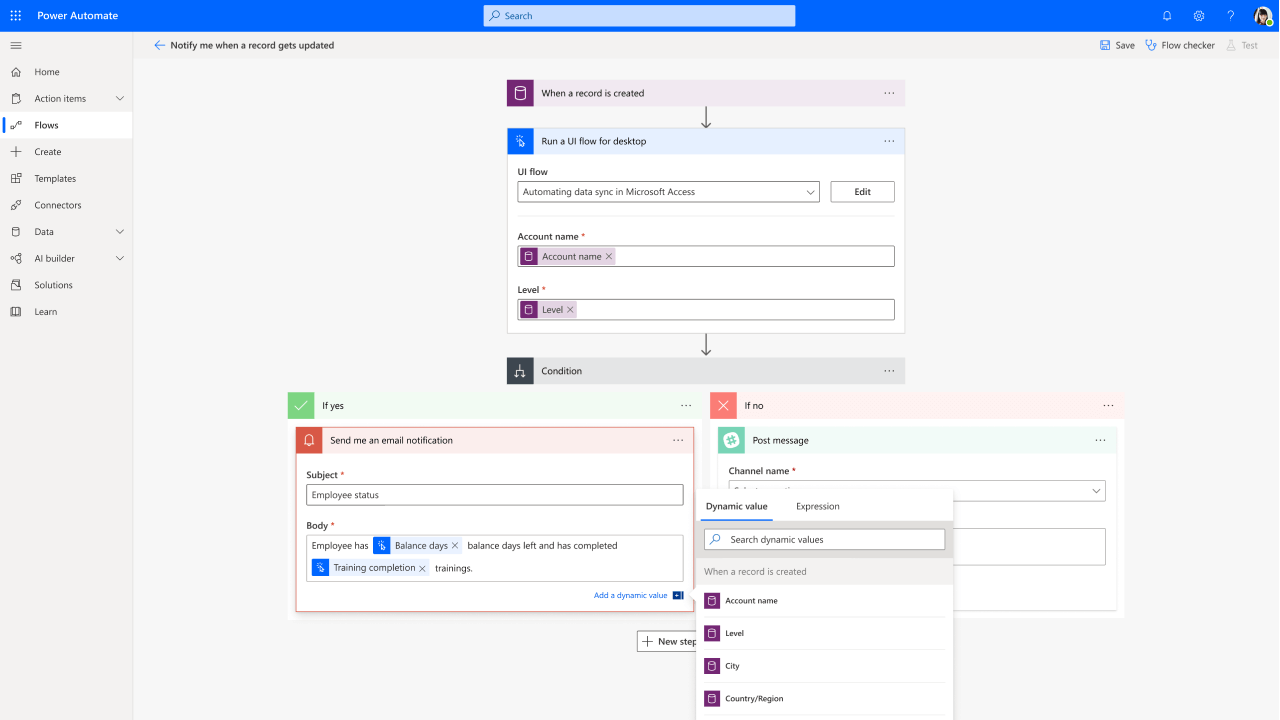 Power Automate
Search
?
Notify me when a record gets updated
Save
Flow checker
Test
Home
Action items
Flows
Create
Templates
Connectors
Data
AI builder
Solutions
Learn
When a record is created
Run a UI flow for desktop
UI flow
Automating data sync in Microsoft Access
Edit
Account name *
Account name
Level *
Level
Condition
If yes
Send me an email notification
Subject *
Employee status
Body *
Employee has Balance days balance days left and has completed
Training completion trainings.
Add a dynamic value
If no
Post message
Channel name *
New step
Dynamic value
Expression
Search dynamic values
When a record is created
Account name
Level
City
Country/Region